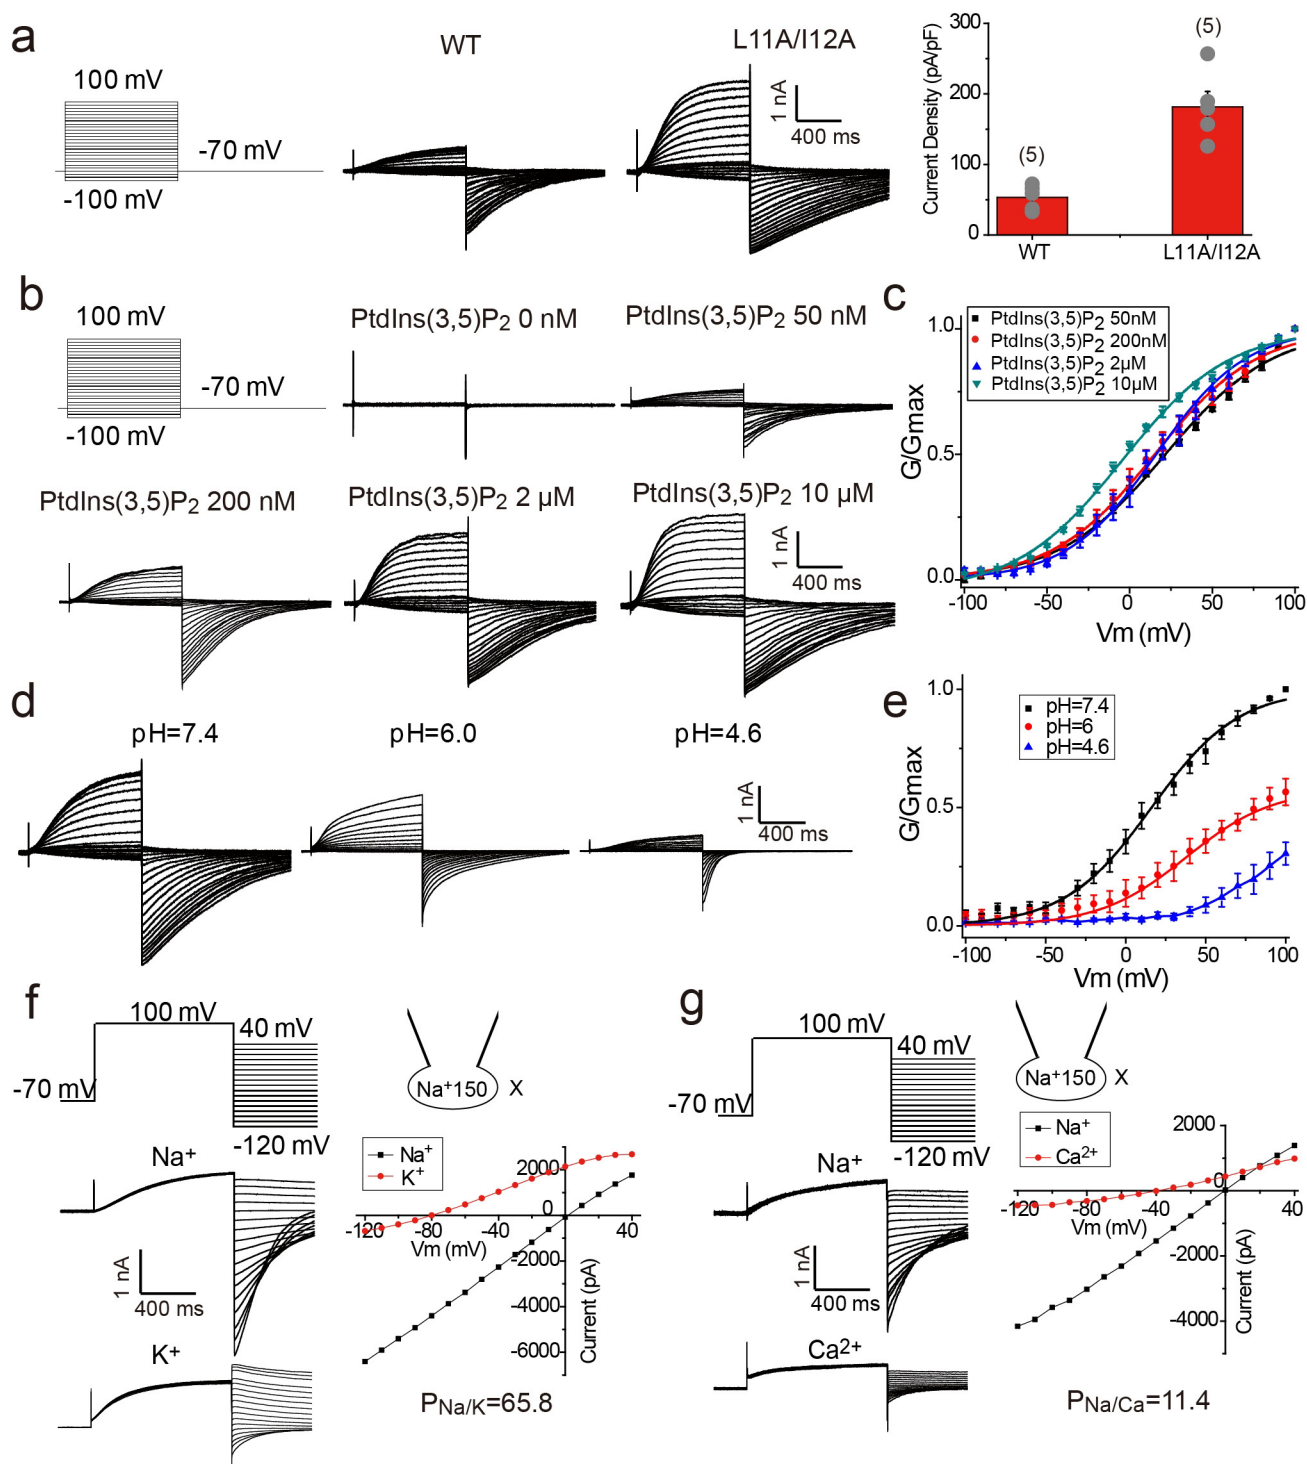 a
WT
L11A/I12A
100 mV
-70 mV
-100 mV
1 nA
400 ms
Current Density (pA/pF)
300
200
100
0
(5)
(5)
WT
L11A/I12A
b
100 mV
-70 mV
-100 mV
PtdIns(3,5)P2 0 nM
PtdIns(3,5)P2 50 nM
PtdIns(3,5)P2 200 nM
PtdIns(3,5)P2 2 µM
PtdIns(3,5)P2 10 µM
1 nA
400 ms
c
PtdIns(3,5)P2 50nM
PtdIns(3,5)P2 200nM
PtdIns(3,5)P2 2µM
PtdIns(3,5)P2 10µM
G/Gmax
1.0
0.5
0.0
-100
-50
0
50
100
Vm (mV)
d
pH=7.4
pH=6.0
pH=4.6
1 nA
400 ms
e
pH=7.4
pH=6
pH=4.6
G/Gmax
1.0
0.5
0.0
-100
-50
0
50
100
Vm (mV)
f
100 mV
40 mV
-70 mV
-120 mV
Na+150
X
Na+
1 nA
400 ms
K+
Na+
K+
2000
0
-2000
-4000
-6000
-120
-80
-40
0
40
Vm (mV)
Current (pA)
PNa/K=65.8
g
100 mV
40 mV
-70 mV
-120 mV
Na+150
X
Na+
1 nA
400 ms
Ca2+
Na+
Ca2+
2000
0
-2000
-4000
-120
-80
-40
0
40
Vm (mV)
Current (pA)
PNa/Ca=11.4